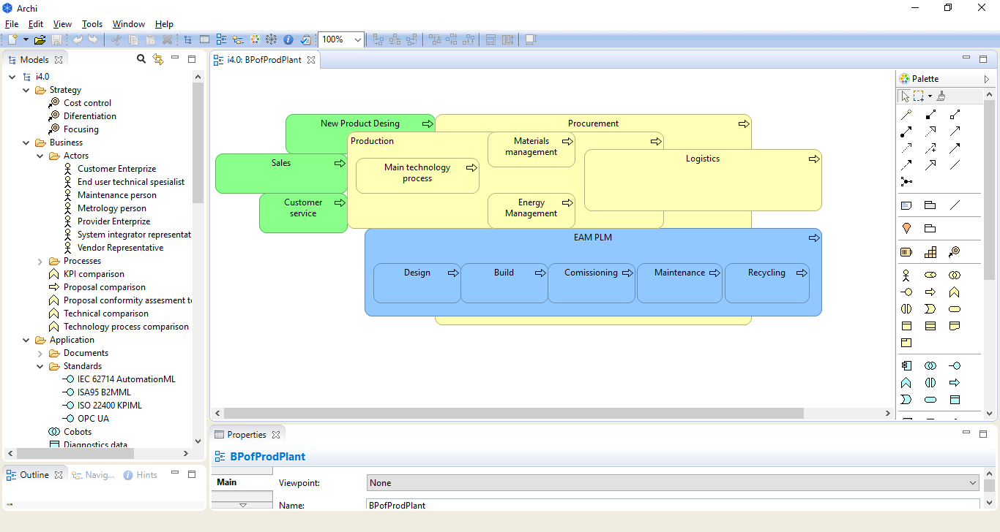 Archi
File Edit View Tools Window Help
100%
Models
i4.0
Strategy
Cost control
Diferentiation
Focusing
Business
Actors
Customer Enterprize
End user technical spesialist
Maintenance person
Metrology person
Provider Enterprize
System integrator representat
Vendor Representative
Processes
KPI comparison
Proposal comparison
Proposal conformity assesment t
Technical comparison
Technology process comparison
Application
Documents
Standards
IEC 62714 AutomationML
ISA95 B2MML
ISO 22400 KPIML
OPC UA
Cobots
Diagnostics data
Outline Navig... Hints
i4.0: BPofProdPlant
New Product Desing
Procurement
Production
Materials
management
Sales
Main technology
process
Logistics
Customer
service
Energy
Management
EAM PLM
Design Build Comissioning Maintenance Recycling
Palette
Properties
BPofProdPlant
Main
Viewpoint: None
Name: BPofProdPlant